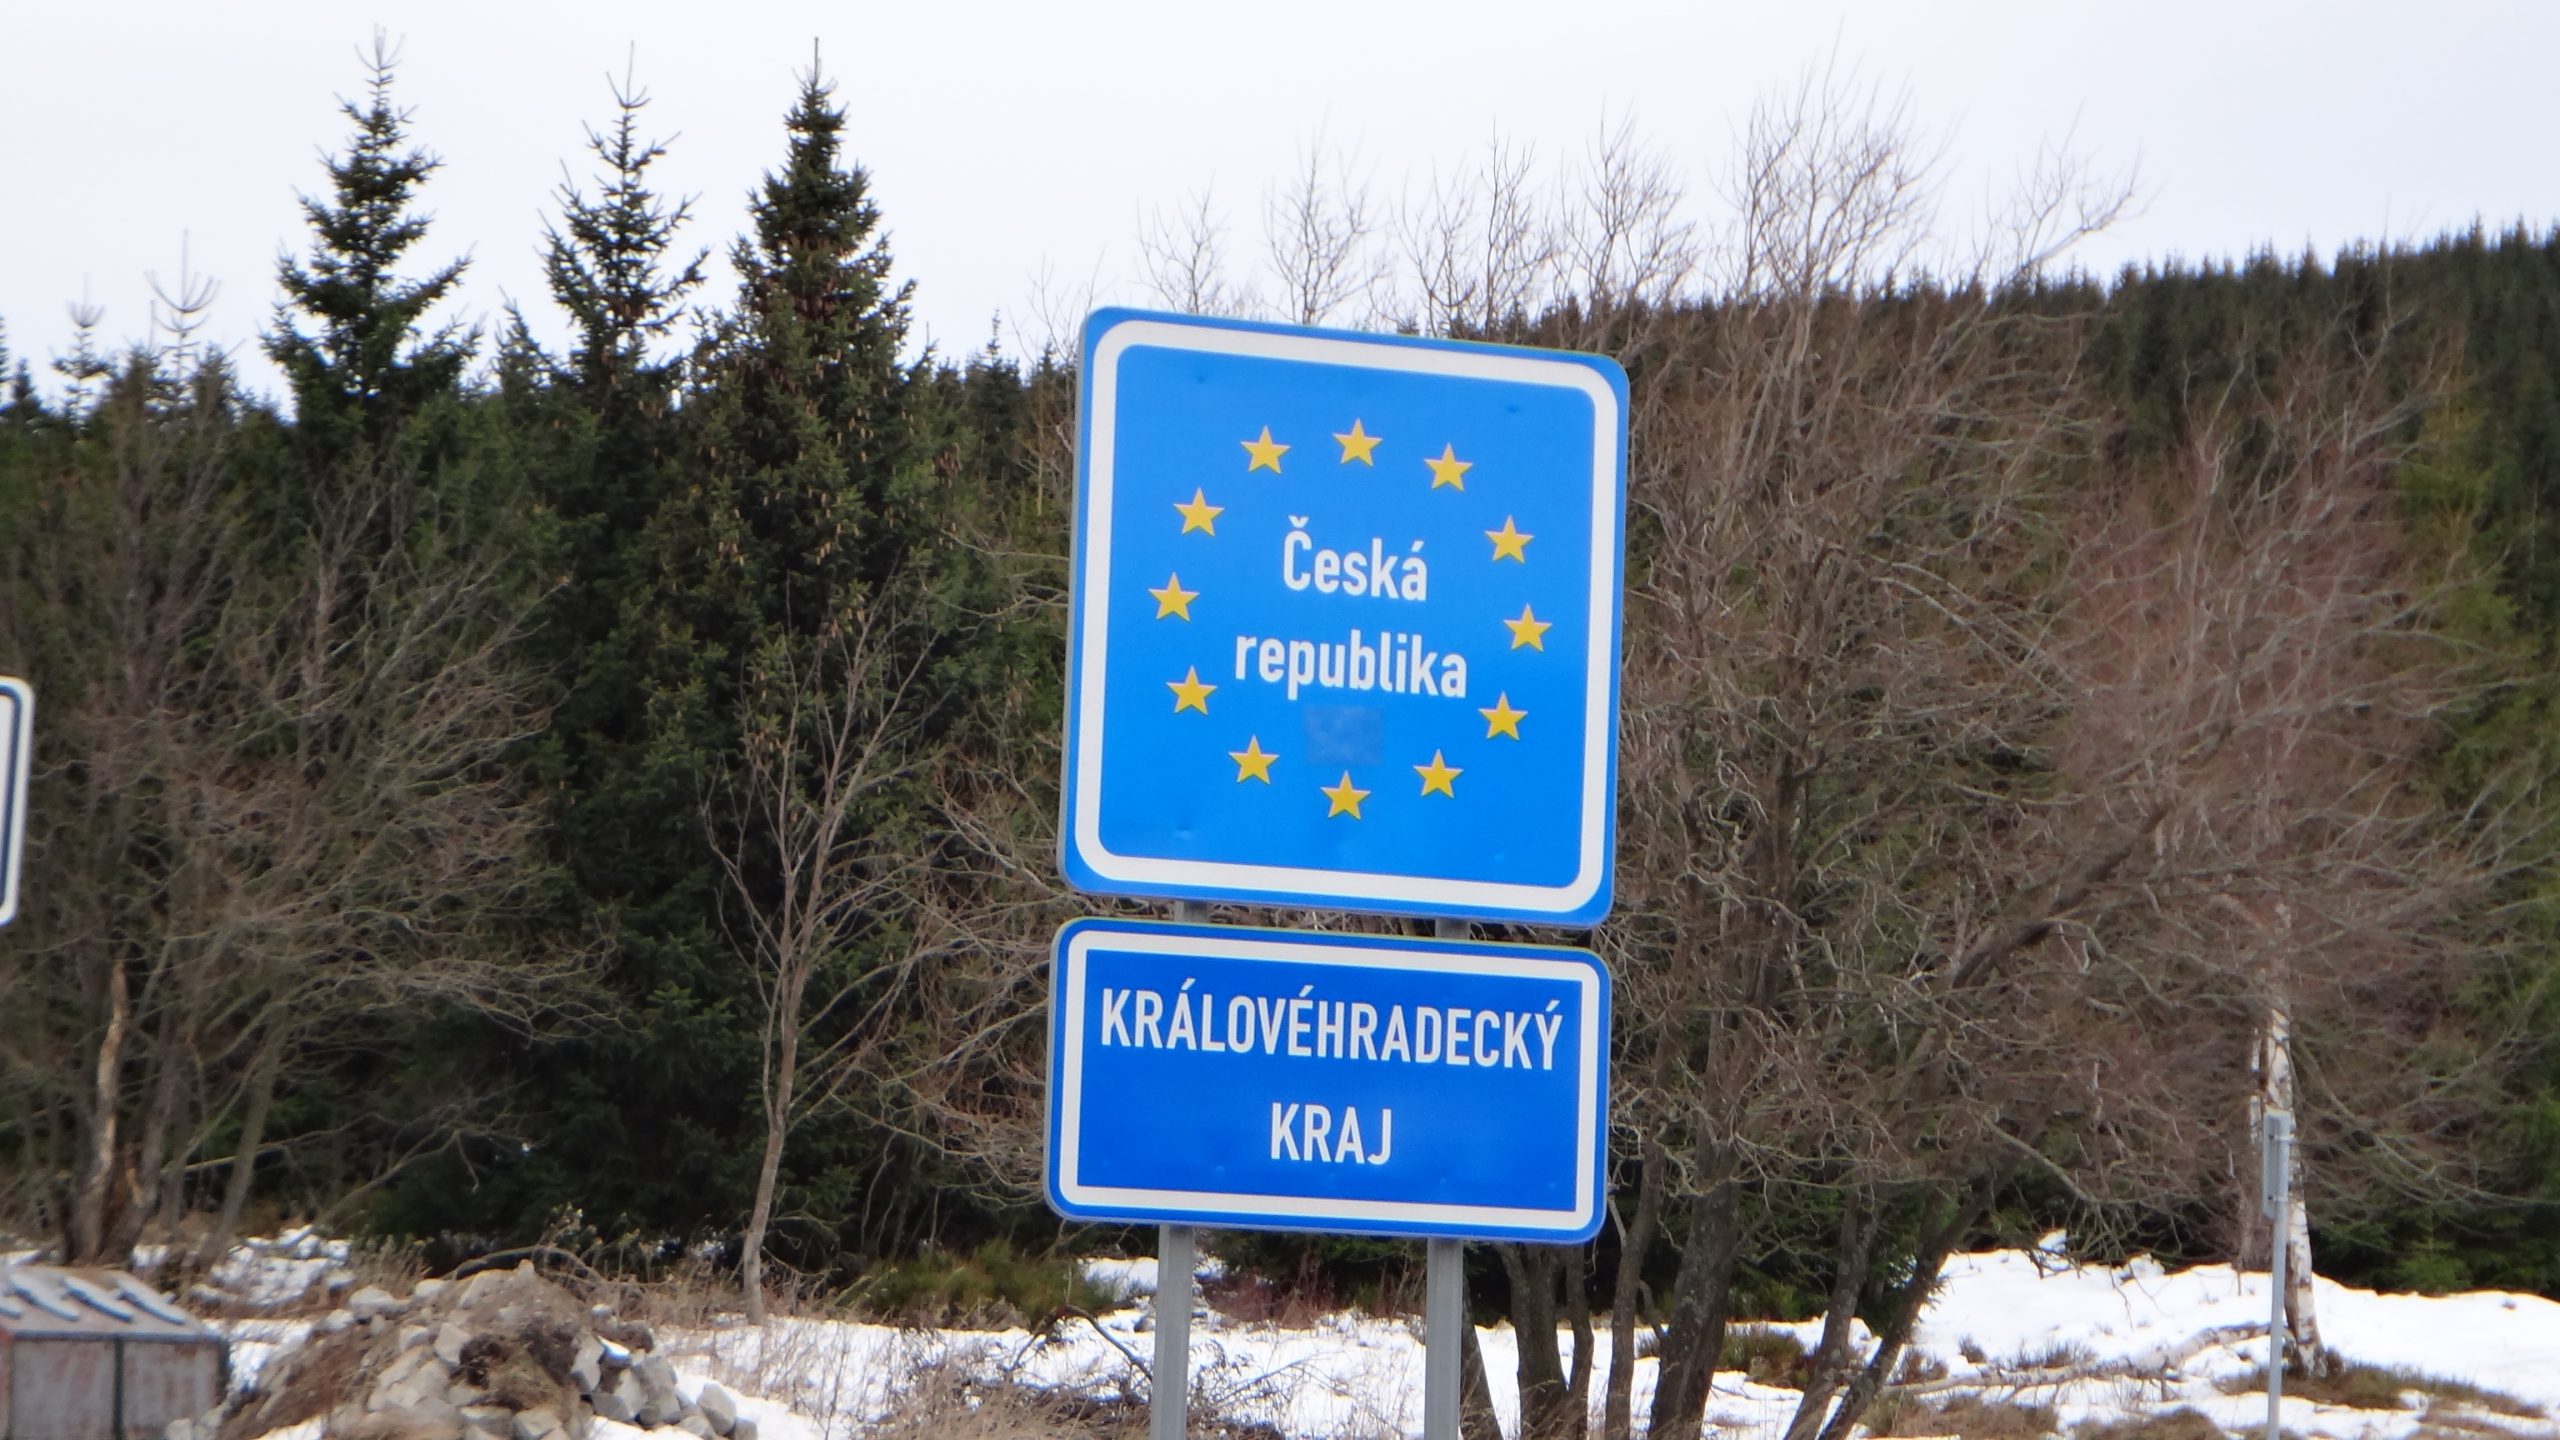 Česká
republika
KRÁLOVÉHRADECKÝ
KRAJ